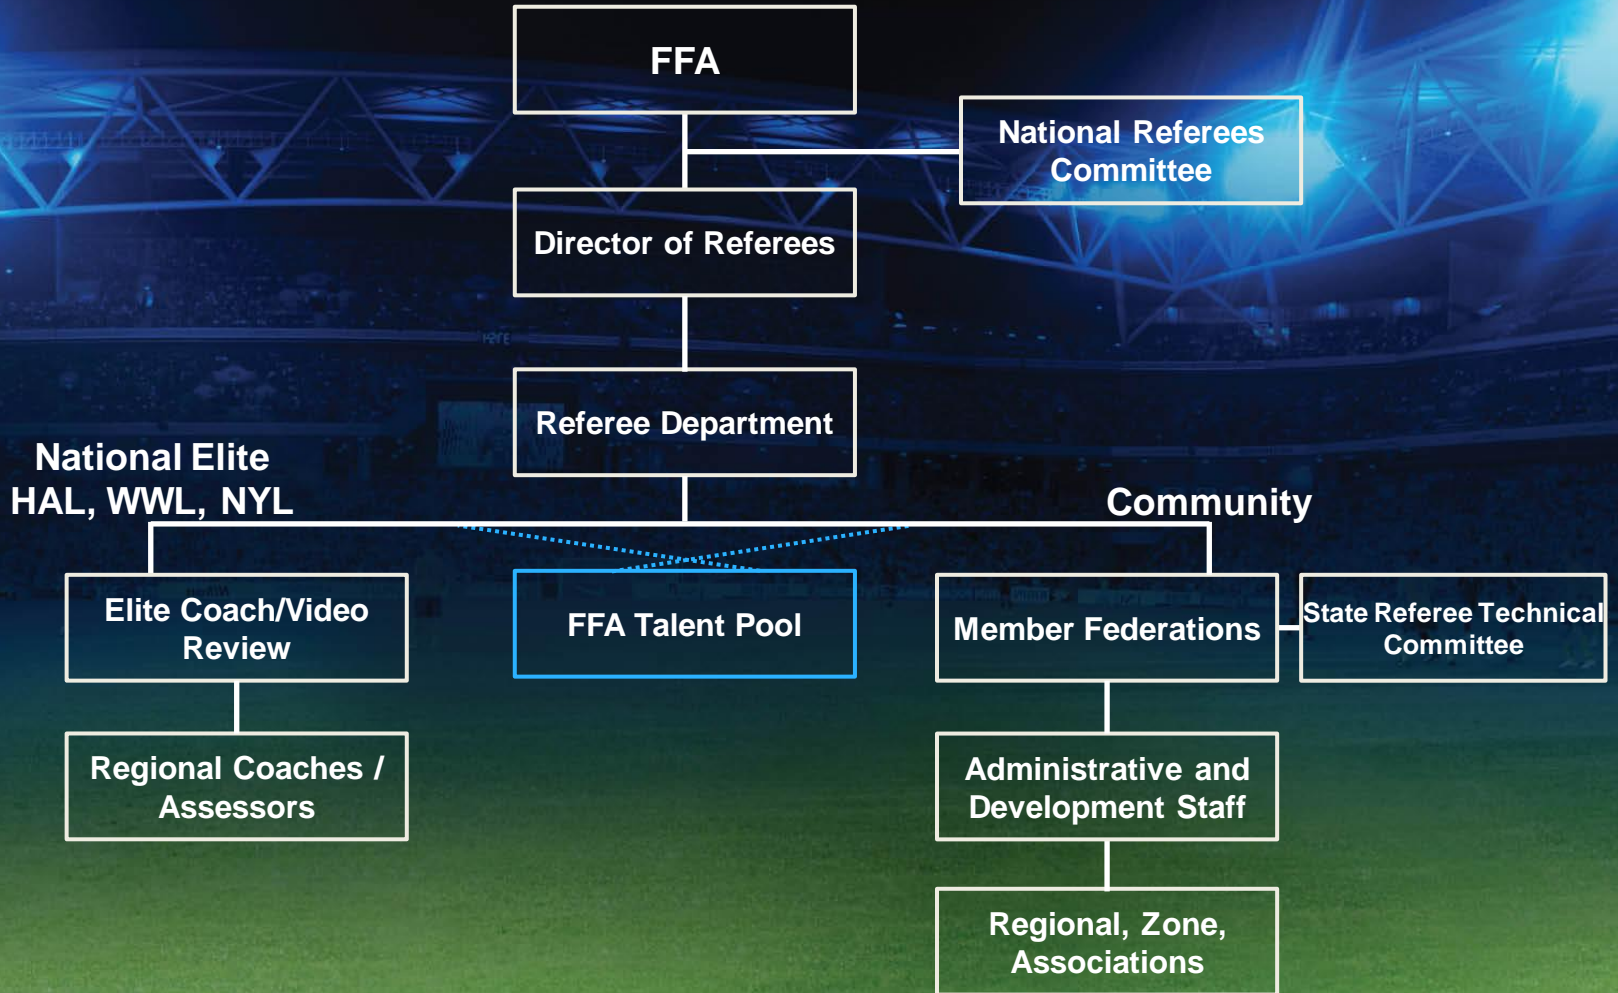 FFA
National Referees
Committee
Director of Referees
Referee Department
National Elite
HAL, WWL, NYL
Community
Elite Coach/Video
Review
FFA Talent Pool
Member Federations
State Referee Technical
Committee
Regional Coaches /
Assessors
Administrative and
Development Staff
Regional, Zone,
Associations